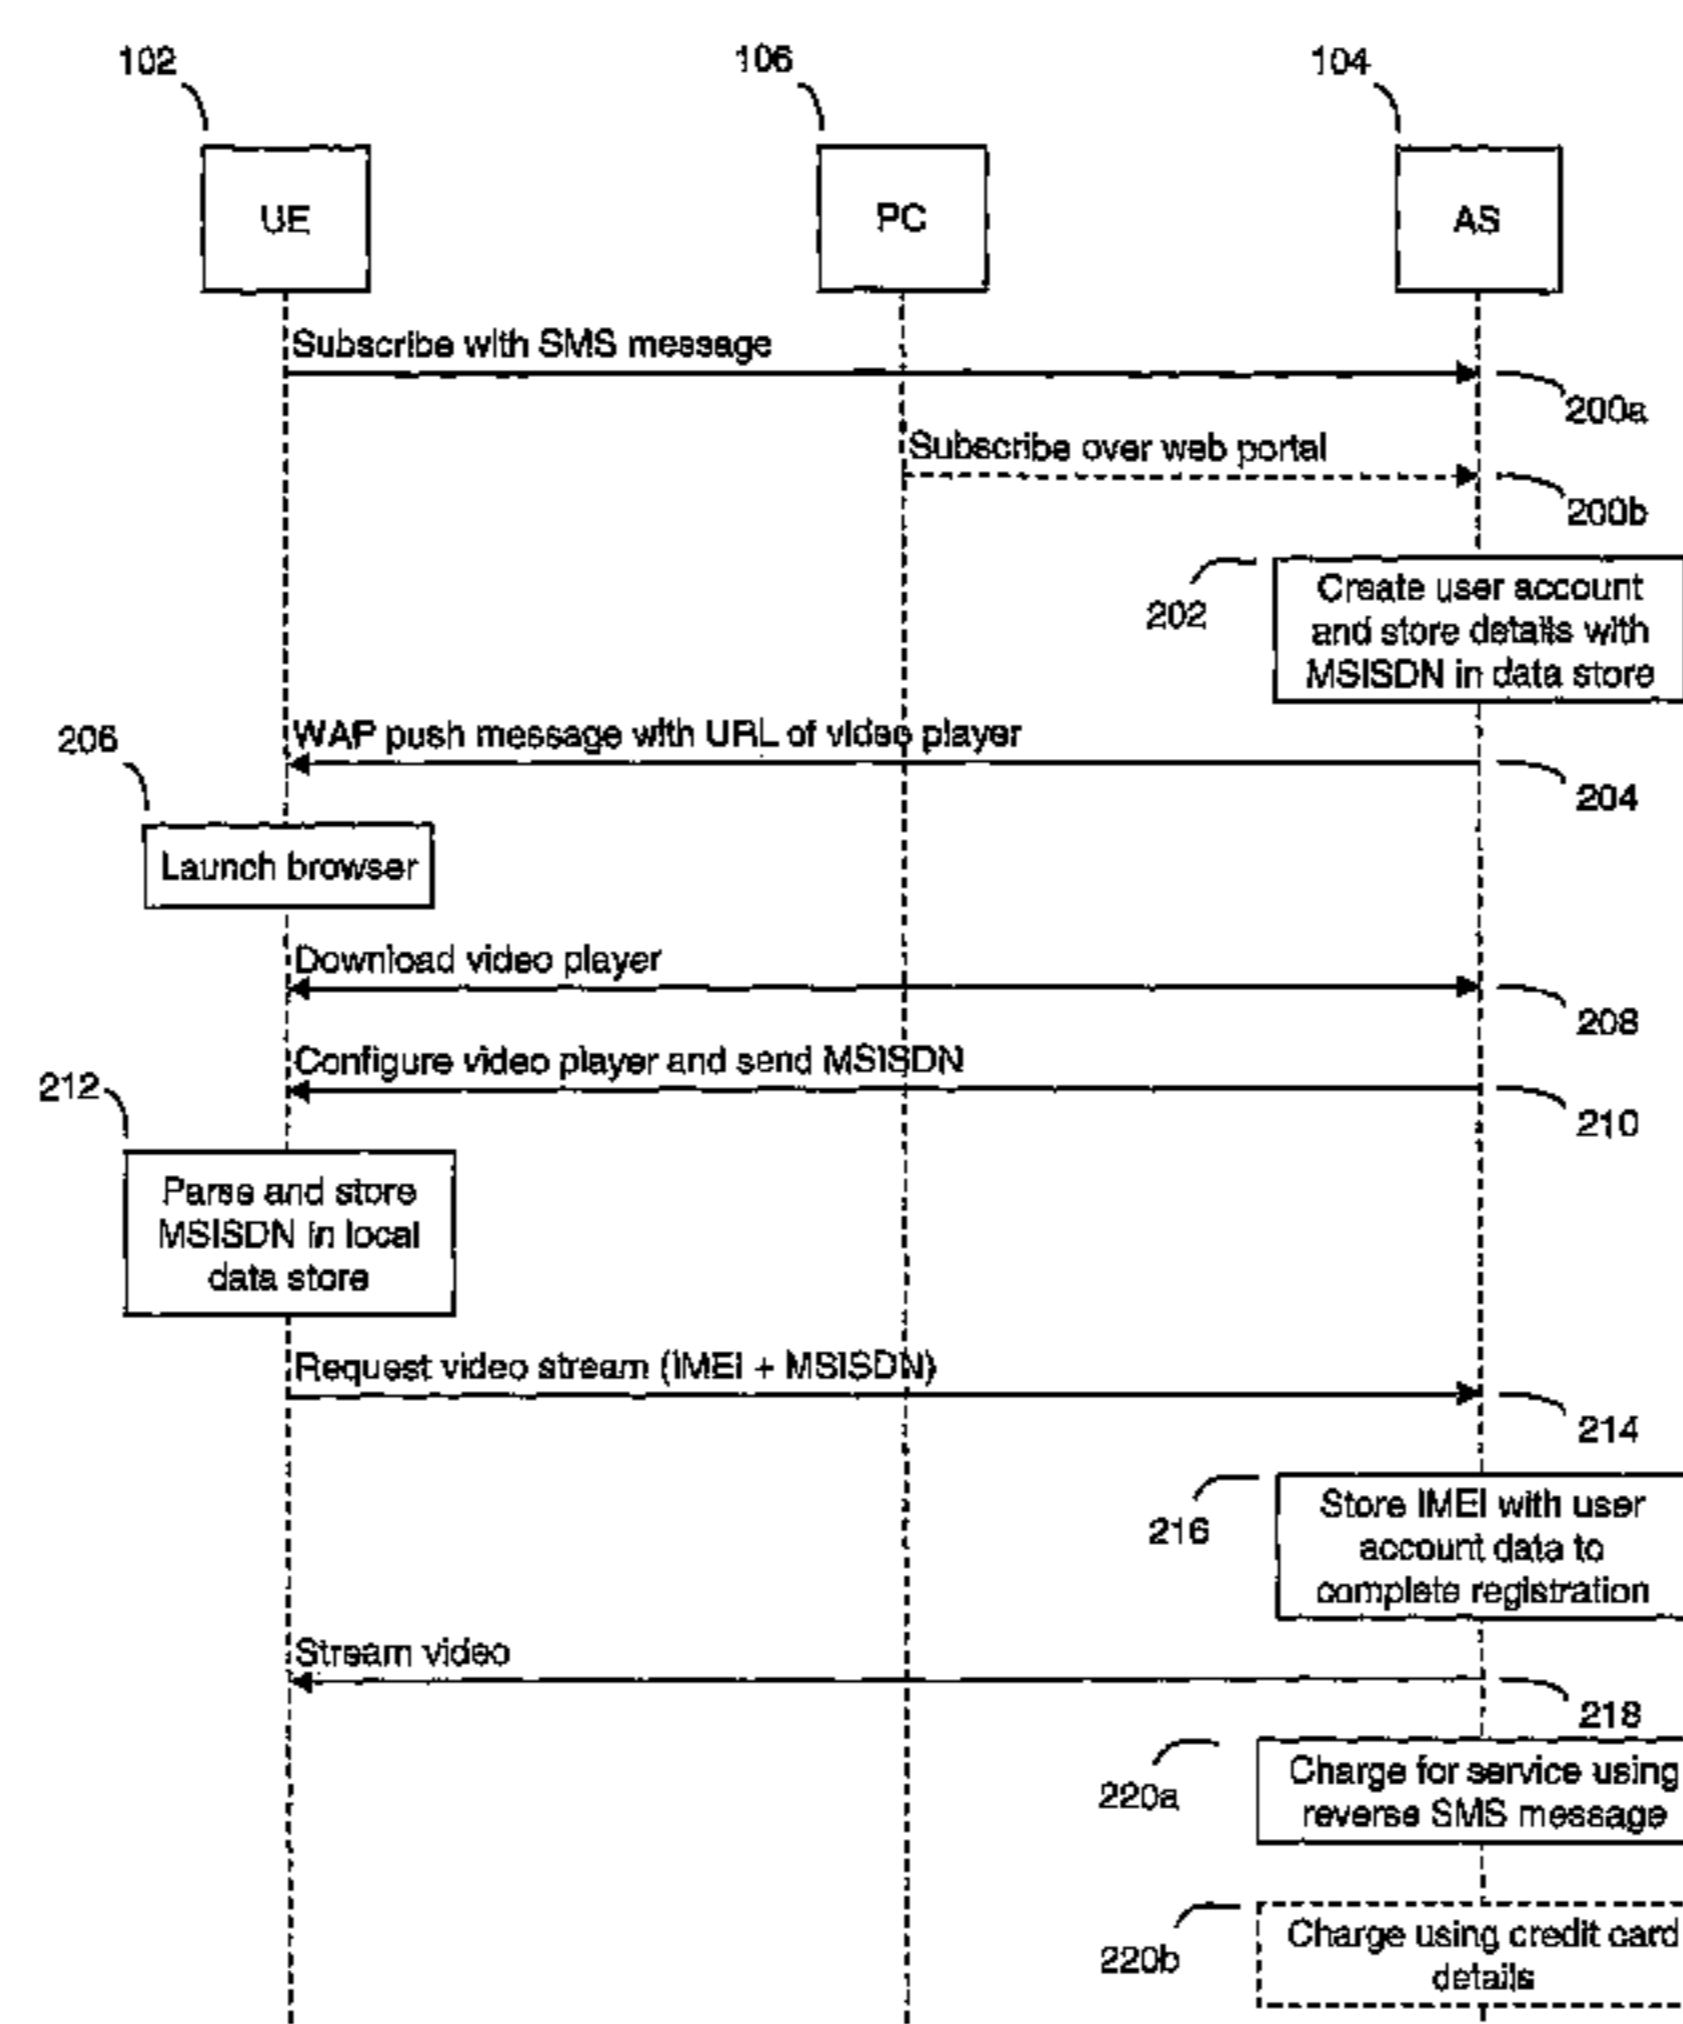 102
106
104
UE
PC
AS
Subscribe with SMS message
200a
Subscribe over web portal
200b
202
Create user account
and store details with
MSISDN in data store
206
WAP push message with URL of video player
204
Launch browser
Download video player
208
212
Configure video player and send MSISDN
210
Parse and store
MSISDN in local
data store
Request video stream (IMEI + MSISDN)
214
216
Store IMEI with user
account data to
complete registration
Stream video
218
220a
Charge for service using
reverse SMS message
220b
Charge using credit card
details